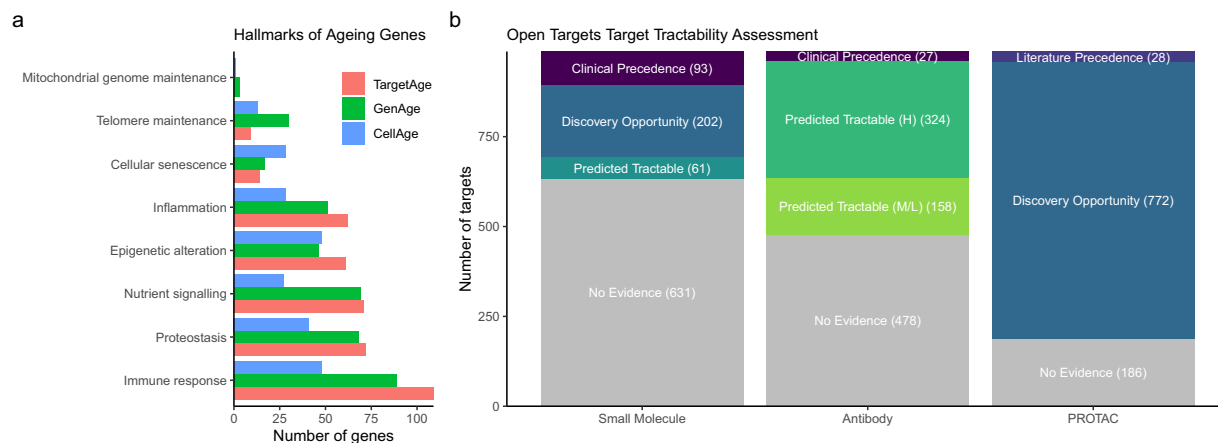 a
Hallmarks of Ageing Genes
Mitochondrial genome maintenance
Telomere maintenance
Cellular senescence
Inflammation
Epigenetic alteration
Nutrient signalling
Proteostasis
Immune response
TargetAge
GenAge
CellAge
0 25 50 75 100
Number of genes
b
Open Targets Target Tractability Assessment
Number of targets
750
500
250
0
Clinical Precedence (93)
Discovery Opportunity (202)
Predicted Tractable (61)
No Evidence (631)
Clinical Precedence (27)
Predicted Tractable (H) (324)
Predicted Tractable (M/L) (158)
No Evidence (478)
Literature Precedence (28)
Discovery Opportunity (772)
No Evidence (186)
Small Molecule Antibody PROTAC